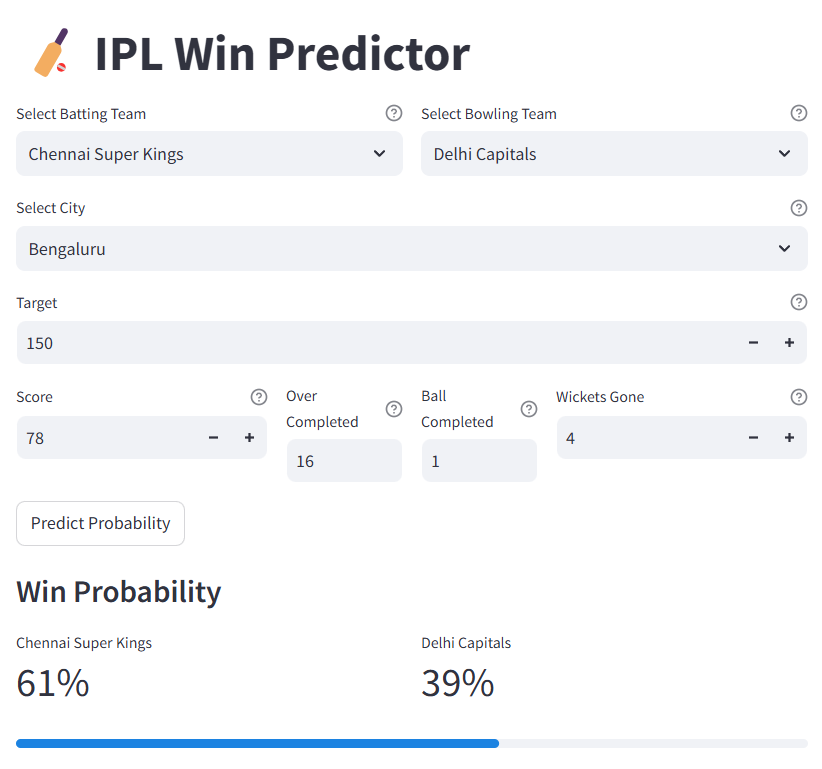 IPL Win Predictor
Select Batting Team
Select Bowling Team
Chennai Super Kings
Delhi Capitals
Select City
Bengaluru
Target
150
Score
Over
Completed
Ball
Completed
Wickets Gone
78
16
1
4
Predict Probability
Win Probability
Chennai Super Kings
Delhi Capitals
61%
39%